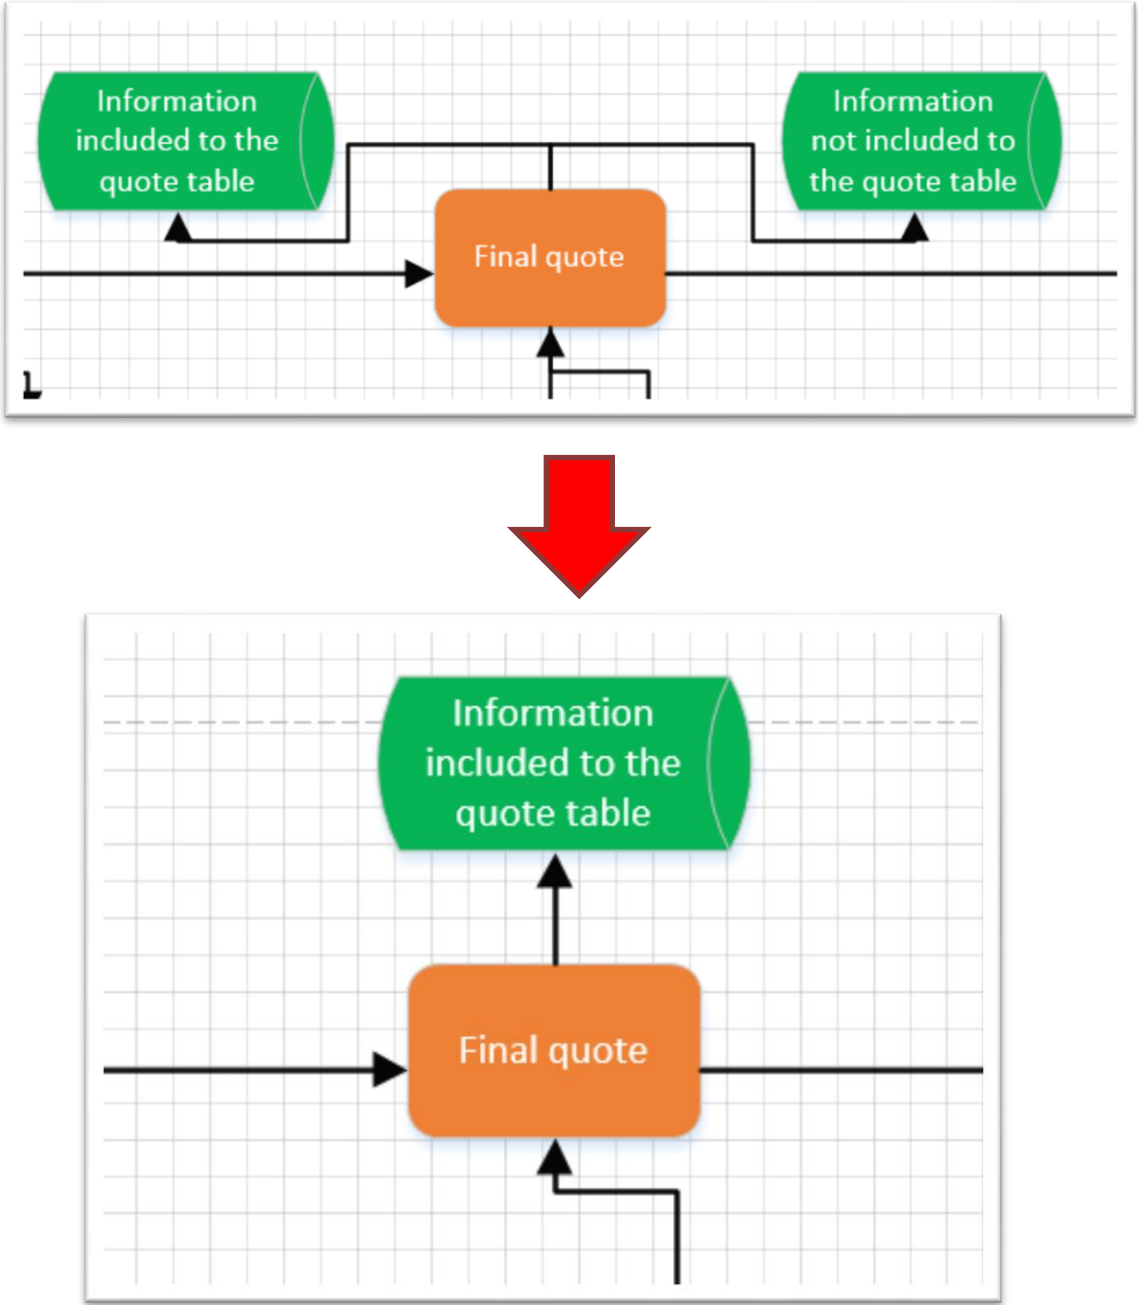 Information
included to the
quote table
Information
not included to
the quote table
Final quote
Information
included to the
quote table
Final quote